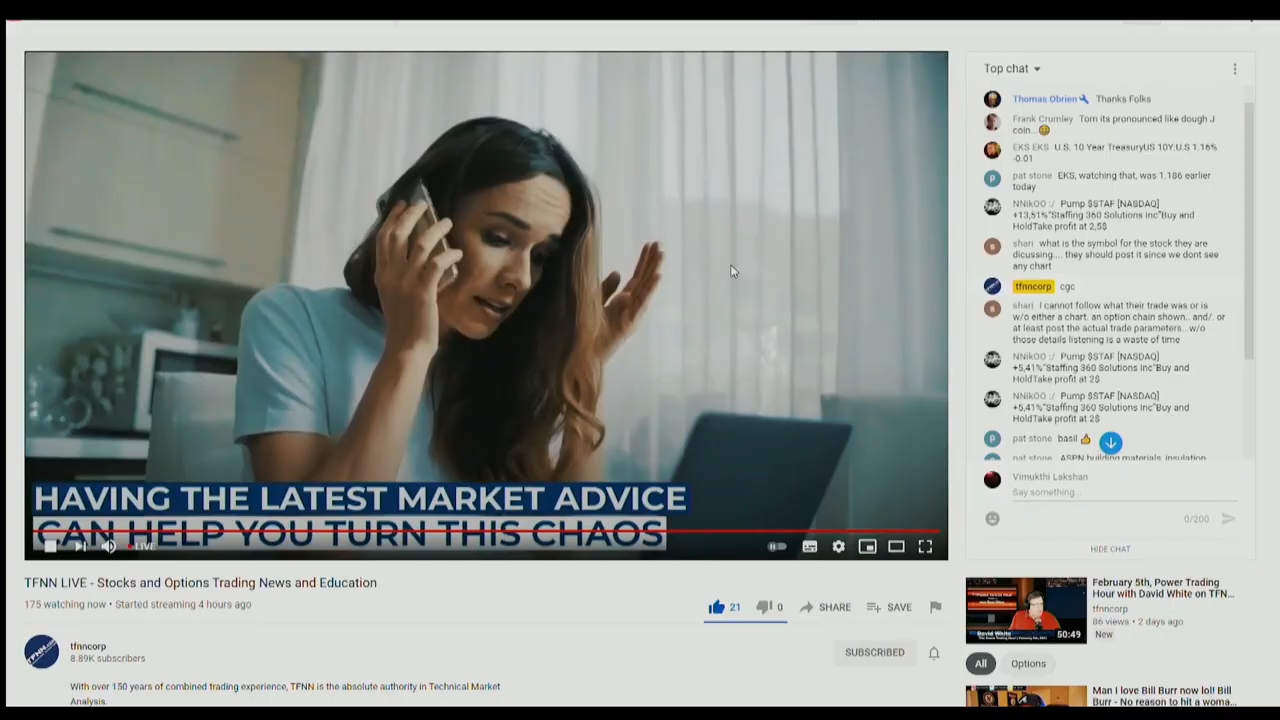 HAVING THE LATEST MARKET ADVICE
CAN HELP YOU TURN THIS CHAOS
LIVE
TFNN LIVE - Stocks and Options Trading News and Education
175 watching now • Started streaming 4 hours ago
21
0
SHARE
SAVE
tfnncorp
8.89K subscribers
SUBSCRIBED
With over 150 years of combined trading experience, TFNN is the absolute authority in Technical Market
Analysis.
Top chat
Thomas Obrien Thanks Folks
Frank Crumley Tom its pronounced like dough J
coin...
EKS EKS U.S. 10 Year TreasuryUS 10Y:U.S 1.16%
-0.01
pat stone EKS, watching that, was 1.186 earlier
today
NNikOO :/ Pump $STAF [NASDAQ]
+13,51%"Staffing 360 Solutions Inc"Buy and
HoldTake profit at 2,5$
shari what is the symbol for the stock they are
dicussing.... they should post it since we dont see
any chart
tfnncorp cgc
shari I cannot follow what their trade was or is
w/o either a chart. an option chain shown.. and/. or
at least post the actual trade parameters...w/o
those details listening is a waste of time
NNikOO :/ Pump $STAF [NASDAQ]
+5,41%"Staffing 360 Solutions Inc"Buy and
HoldTake profit at 2$
NNikOO :/ Pump $STAF [NASDAQ]
+5,41%"Staffing 360 Solutions Inc"Buy and
HoldTake profit at 2$
pat stone basil
pat stone ASPN building materials, insulation
Vimukthi Lakshan
Say something...
0/200
HIDE CHAT
February 5th, Power Trading
Hour with David White on TFN...
tfnncorp
86 views • 2 days ago
New
David White
50:49
All
Options
Man I love Bill Burr now lol! Bill
Burr - No reason to hit a woma...